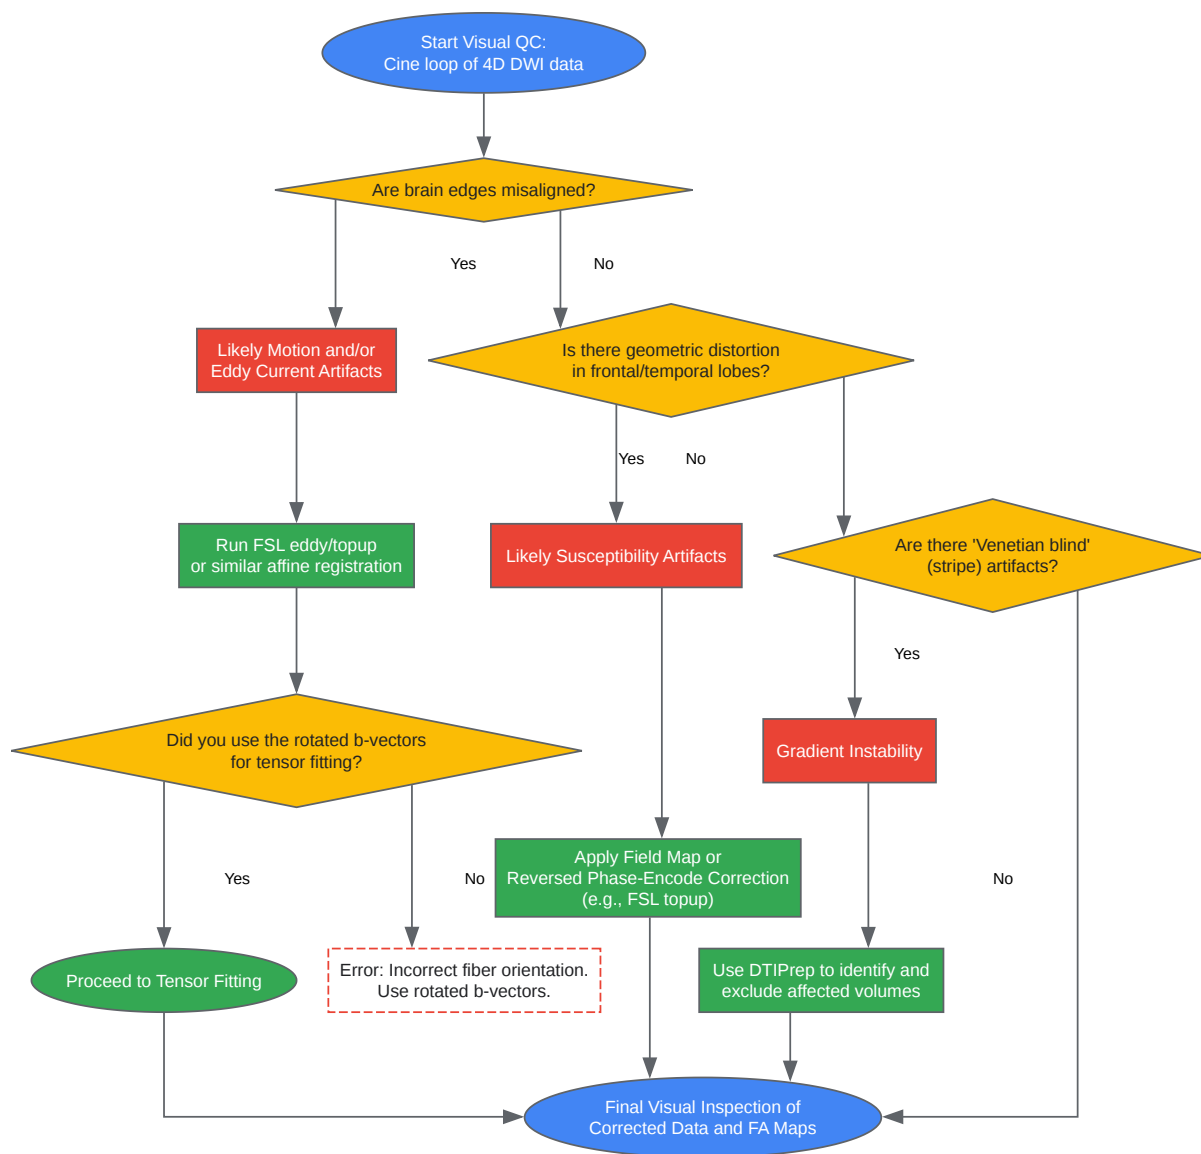 Start Visual QC:
Cine loop of 4D DWI data
Are brain edges misaligned?
Yes
No
Likely Motion and/or
Eddy Current Artifacts
Is there geometric distortion
in frontal/temporal lobes?
Yes
No
Run FSL eddy/topup
or similar affine registration
Likely Susceptibility Artifacts
Are there 'Venetian blind'
(stripe) artifacts?
Yes
Did you use the rotated b-vectors
for tensor fitting?
Gradient Instability
Yes
No
Apply Field Map or
Reversed Phase-Encode Correction
(e.g., FSL topup)
No
Proceed to Tensor Fitting
Error: Incorrect fiber orientation.
Use rotated b-vectors.
Use DTIPrep to identify and
exclude affected volumes
Final Visual Inspection of
Corrected Data and FA Maps